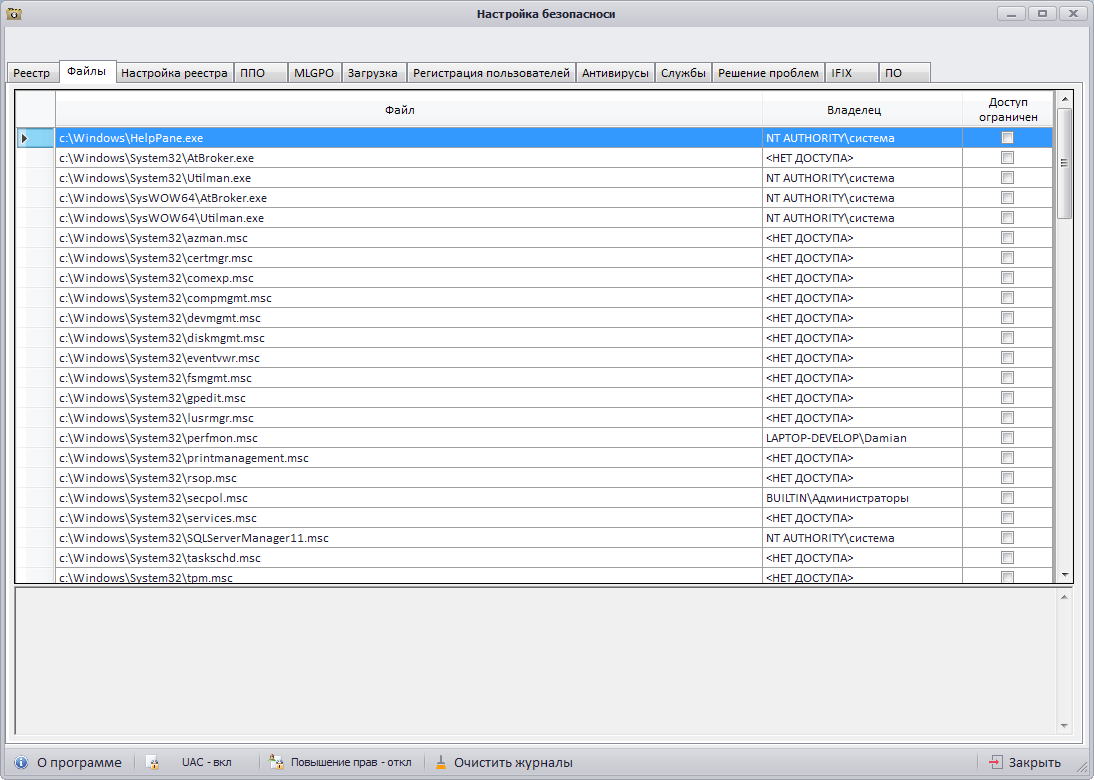 Настройка безопасноси
Реестр Файлы Настройка реестра ППО MLGPO Загрузка Регистрация пользователей Антивирусы Службы Решение проблем IFIX ПО
Файл Владелец Доступ
ограничен
c:\Windows\HelpPane.exe NT AUTHORITY\система
c:\Windows\System32\AtBroker.exe <НЕТ ДОСТУПА>
c:\Windows\System32\Utilman.exe NT AUTHORITY\система
c:\Windows\SysWOW64\AtBroker.exe NT AUTHORITY\система
c:\Windows\SysWOW64\Utilman.exe NT AUTHORITY\система
c:\Windows\System32\azman.msc <НЕТ ДОСТУПА>
c:\Windows\System32\certmgr.msc <НЕТ ДОСТУПА>
c:\Windows\System32\comexp.msc <НЕТ ДОСТУПА>
c:\Windows\System32\compmgmt.msc <НЕТ ДОСТУПА>
c:\Windows\System32\devmgmt.msc <НЕТ ДОСТУПА>
c:\Windows\System32\diskmgmt.msc <НЕТ ДОСТУПА>
c:\Windows\System32\eventvwr.msc <НЕТ ДОСТУПА>
c:\Windows\System32\fsmgmt.msc <НЕТ ДОСТУПА>
c:\Windows\System32\gpedit.msc <НЕТ ДОСТУПА>
c:\Windows\System32\lusrmgr.msc <НЕТ ДОСТУПА>
c:\Windows\System32\perfmon.msc LAPTOP-DEVELOP\Damian
c:\Windows\System32\printmanagement.msc <НЕТ ДОСТУПА>
c:\Windows\System32\rsop.msc <НЕТ ДОСТУПА>
c:\Windows\System32\secpol.msc BUILTIN\Администраторы
c:\Windows\System32\services.msc <НЕТ ДОСТУПА>
c:\Windows\System32\SQLServerManager11.msc NT AUTHORITY\система
c:\Windows\System32\taskschd.msc <НЕТ ДОСТУПА>
c:\Windows\System32\tpm.msc <НЕТ ДОСТУПА>
О программе UAC - вкл Повышение прав - откл Очистить журналы Закрыть